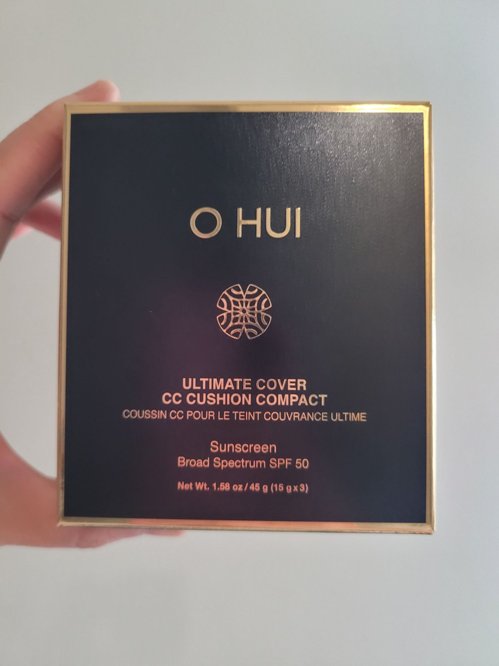 O HUI
ULTIMATE COVER
CC CUSHION COMPACT
COUSSIN CC POUR LE TEINT COUVRANCE ULTIME
Sunscreen
Broad Spectrum SPF 50
Net Wt. 1.58 oz / 45 g (15 g x 3)